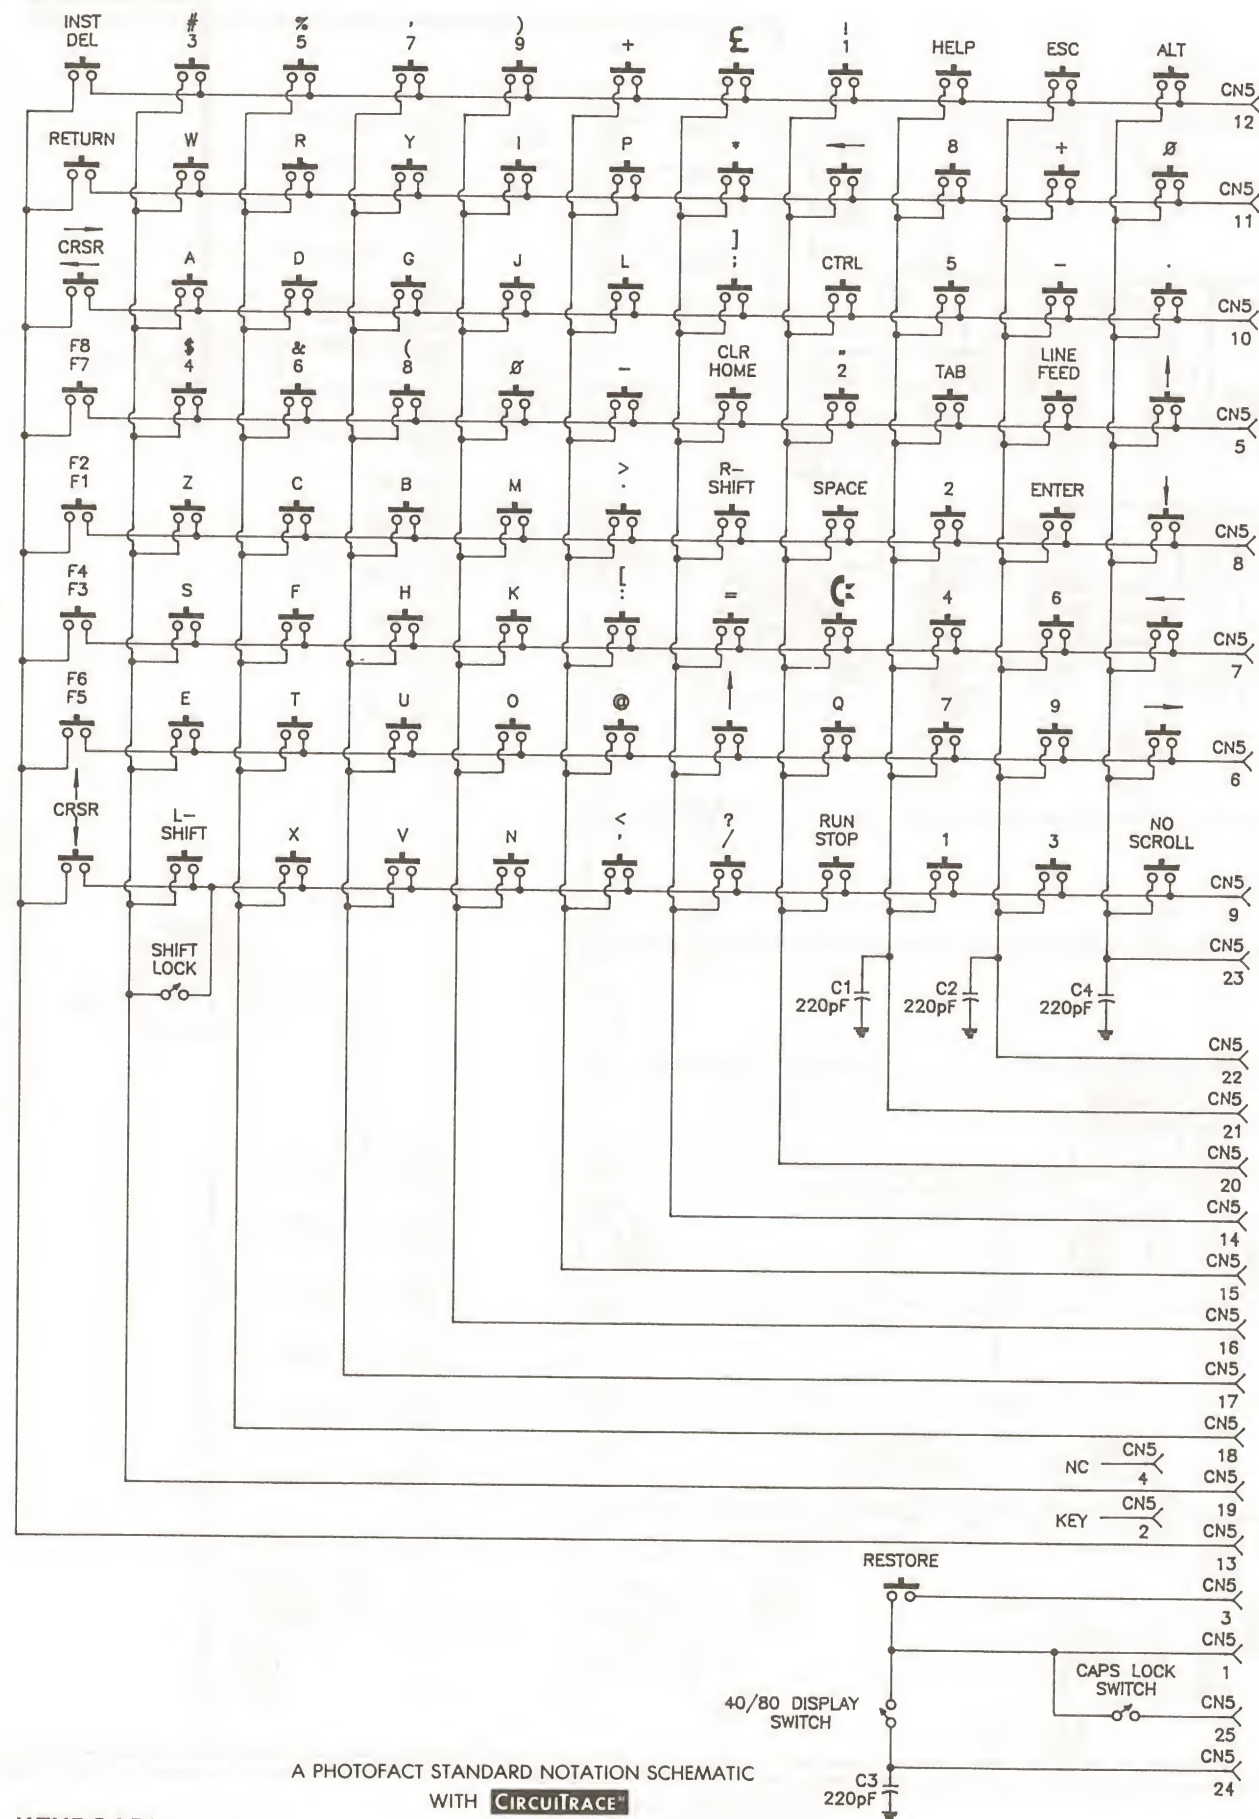 INST # % ' ) £ !
DEL 3 5 7 9 + 1 HELP ESC ALT
CN5
12
RETURN W R Y I P * 8 + Ø
CN5
11
CRSR A D G J L ] ; CTRL 5 - .
CN5
10
F8 $ & ( CLR " LINE
F7 4 6 8 Ø - HOME 2 TAB FEED
CN5
5
F2 > R-
F1 Z C B M . SHIFT SPACE 2 ENTER
CN5
8
F4 [
F3 S F H K : = 4 6
CN5
7
F6
F5 E T U O @ Q 7 9
CN5
6
CRSR L- < ? RUN NO
SHIFT X V N , / STOP 1 3 SCROLL
CN5
9
SHIFT
LOCK
CN5
23
C1 C2 C4
220pF 220pF 220pF
CN5
22
CN5
21
CN5
20
CN5
14
CN5
15
CN5
16
CN5
17
CN5
18
NC CN5
4
CN5
19
KEY CN5
2
CN5
13
RESTORE
CN5
3
CN5
1
CAPS LOCK
SWITCH
CN5
25
40/80 DISPLAY
SWITCH
CN5
24
C3
220pF
A PHOTOFACT STANDARD NOTATION SCHEMATIC
WITH CIRCUITRACE